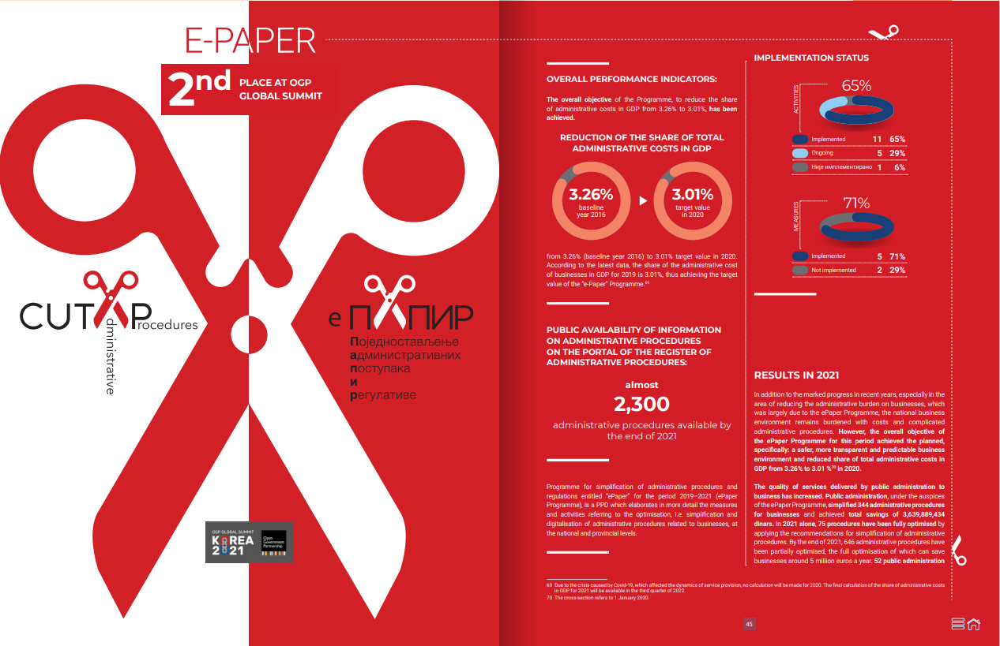 E-PAPER
2nd
PLACE AT OGP
GLOBAL SUMMIT
CUTAP
dministrative
rocedures
е ПАПИР
Поједностављење
административних
поступака
и
регулативе
OGP GLOBAL SUMMIT
KOREA
2021
Open
Government
Partnership
OVERALL PERFORMANCE INDICATORS:
The overall objective of the Programme, to reduce the share
of administrative costs in GDP from 3.26% to 3.01%, has been
achieved.
REDUCTION OF THE SHARE OF TOTAL
ADMINISTRATIVE COSTS IN GDP
3.26%
baseline
year 2016
3.01%
target value
in 2020
from 3.26% (baseline year 2016) to 3.01% target value in 2020.
According to the latest data, the share of the administrative cost
of businesses in GDP for 2019 is 3.01%, thus achieving the target
value of the "e-Paper" Programme.69
PUBLIC AVAILABILITY OF INFORMATION
ON ADMINISTRATIVE PROCEDURES
ON THE PORTAL OF THE REGISTER OF
ADMINISTRATIVE PROCEDURES:
almost
2,300
administrative procedures available by
the end of 2021
Programme for simplification of administrative procedures and
regulations entitled "ePaper" for the period 2019–2021 (ePaper
Programme), is a PPD which elaborates in more detail the measures
and activities referring to the optimisation, i.e. simplification and
digitalisation of administrative procedures related to businesses, at
the national and provincial levels.
IMPLEMENTATION STATUS
ACTIVITIES
65%
Implemented 11 65%
Ongoing 5 29%
Није имплементирано 1 6%
MEASURES
71%
Implemented 5 71%
Not implemented 2 29%
RESULTS IN 2021
In addition to the marked progress in recent years, especially in the
area of reducing the administrative burden on businesses, which
was largely due to the ePaper Programme, the national business
environment remains burdened with costs and complicated
administrative procedures. However, the overall objective of
the ePaper Programme for this period achieved the planned,
specifically: a safer, more transparent and predictable business
environment and reduced share of total administrative costs in
GDP from 3.26% to 3.01 %70 in 2020.
The quality of services delivered by public administration to
business has increased. Public administration, under the auspices
of the ePaper Programme, simplified 344 administrative procedures
for businesses and achieved total savings of 3,639,889,434
dinars. In 2021 alone, 75 procedures have been fully optimised by
applying the recommendations for simplification of administrative
procedures. By the end of 2021, 646 administrative procedures have
been partially optimised, the full optimisation of which can save
businesses around 5 million euros a year. 52 public administration
69 Due to the crisis caused by Covid-19, which affected the dynamics of service provision, no calculation will be made for 2020. The final calculation of the share of administrative costs
in GDP for 2021 will be available in the third quarter of 2022.
70 The cross-section refers to 1 January 2020.
45